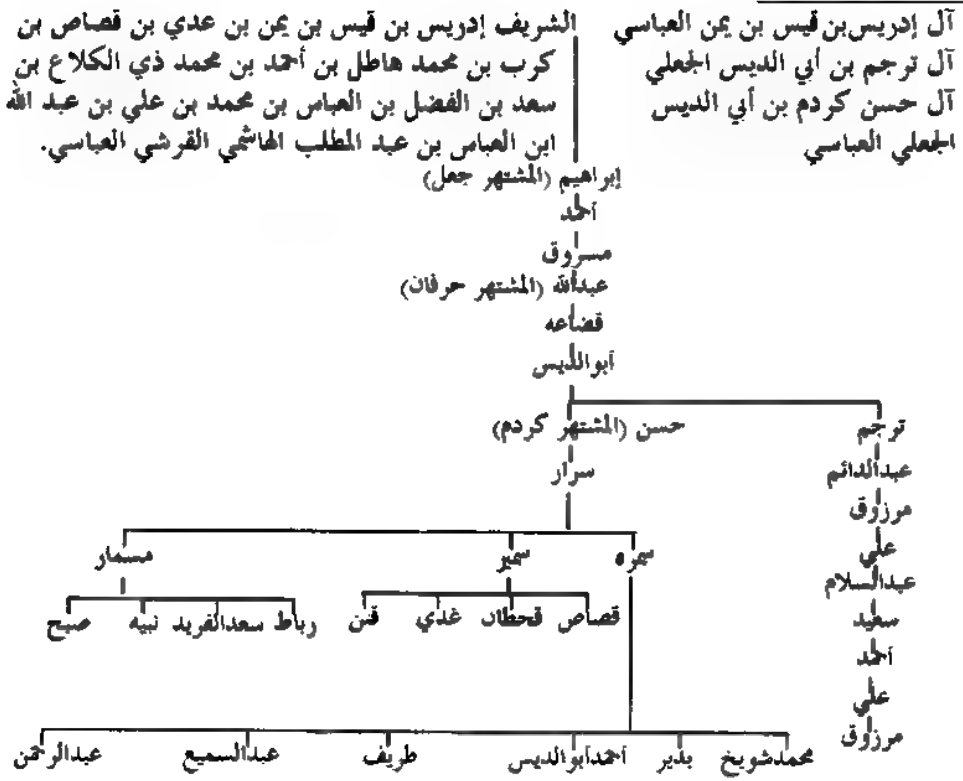 آل إدريس بن قيس بن يمن العباسي
آل ترجم بن أبي الديس الجعلي
آل حسن كردم بن أبي الديس
الجعلي العباسي
الشريف إدريس بن قيس بن يمن بن عدي بن قصاص بن
كرب بن محمد هاطل بن أحمد بن محمد ذي الكلاع بن
سعد بن الفضل بن العباس بن محمد بن علي بن عبد الله
ابن العباس بن عبد المطلب الهاشمي القرشي العباسي.
إبراهيم (المشتهر جعل)
أحمد
مسروق
عبدالله (المشتهر حرفان)
قضاعه
أبوالديس
ترجم
حسن (المشتهر كردم)
عبدالدائم
سرار
مرزوق
علي
عبدالسلام
سعيد
أحمد
علي
مرزوق
سمره
سمير
مسمار
قصاص
قحطان
غذي
قنن
رباط
سعدالفريد
نبيه
صبح
محمدشويخ
بدير
أحمدأبوالديس
طريف
عبدالسميع
عبدالرحمن